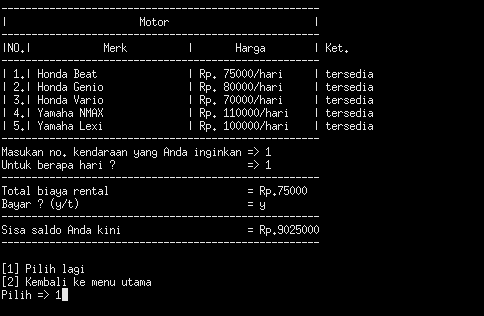 --------------------------------------------------
|                     Motor                      |
--------------------------------------------------
|NO.|          Merk          |       Harga       | Ket.
--------------------------------------------------
| 1.| Honda Beat             | Rp. 75000/hari    | tersedia
| 2.| Honda Genio            | Rp. 80000/hari    | tersedia
| 3.| Honda Vario            | Rp. 70000/hari    | tersedia
| 4.| Yamaha NMAX            | Rp. 110000/hari   | tersedia
| 5.| Yamaha Lexi            | Rp. 100000/hari   | tersedia
--------------------------------------------------
Masukan no. kendaraan yang Anda inginkan => 1
Untuk berapa hari ?                      => 1
--------------------------------------------------
Total biaya rental                       = Rp.75000
Bayar ? (y/t)                            = y
--------------------------------------------------
Sisa saldo Anda kini                     = Rp.9025000
--------------------------------------------------
[1] Pilih lagi
[2] Kembali ke menu utama
Pilih => 1